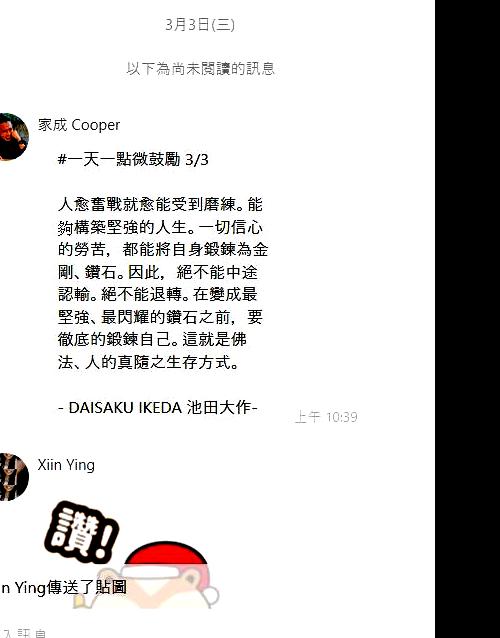 3月3日(三)
以下為尚未閱讀的訊息
家成 Cooper
#一天一點微鼓勵 3/3
人愈奮戰就愈能受到磨練。能
夠構築堅強的人生。一切信心
的勞苦，都能將自身鍛鍊為金
剛、鑽石。因此，絕不能中途
認輸。絕不能退轉。在變成最
堅強、最閃耀的鑽石之前，要
徹底的鍛鍊自己。這就是佛
法、人的真隨之生存方式。
- DAISAKU IKEDA 池田大作-
上午 10:39
Xiin Ying
讚!
n Ying傳送了貼圖